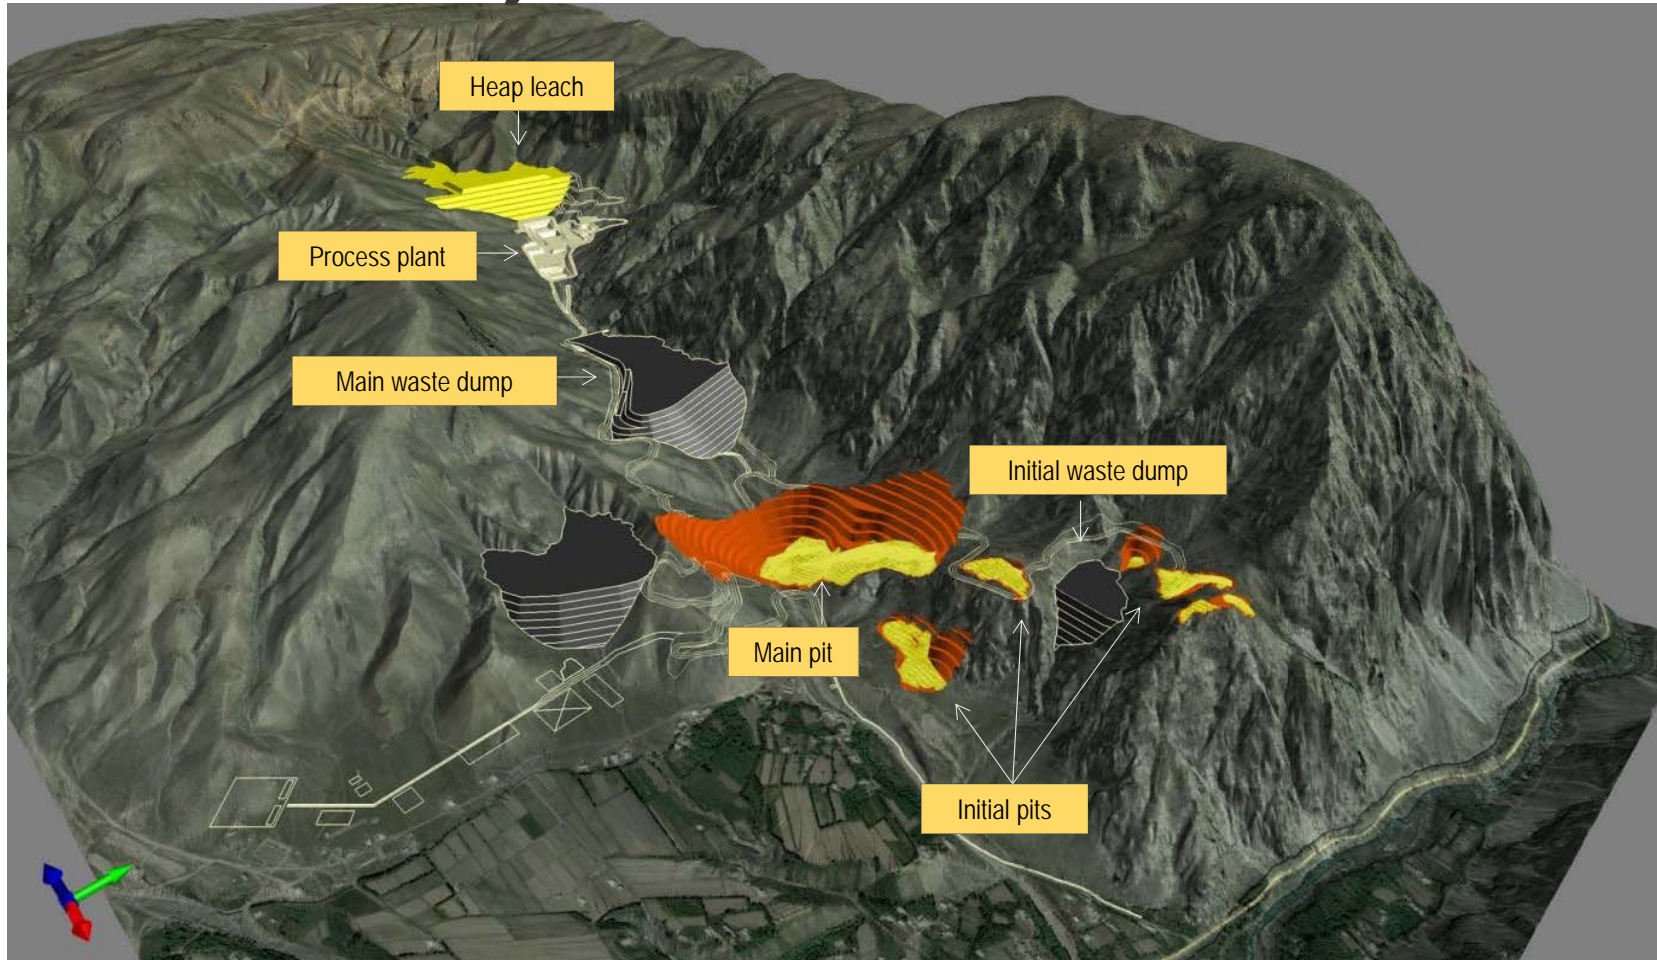 Heap leach
Process plant
Main waste dump
Initial waste dump
Main pit
Initial pits